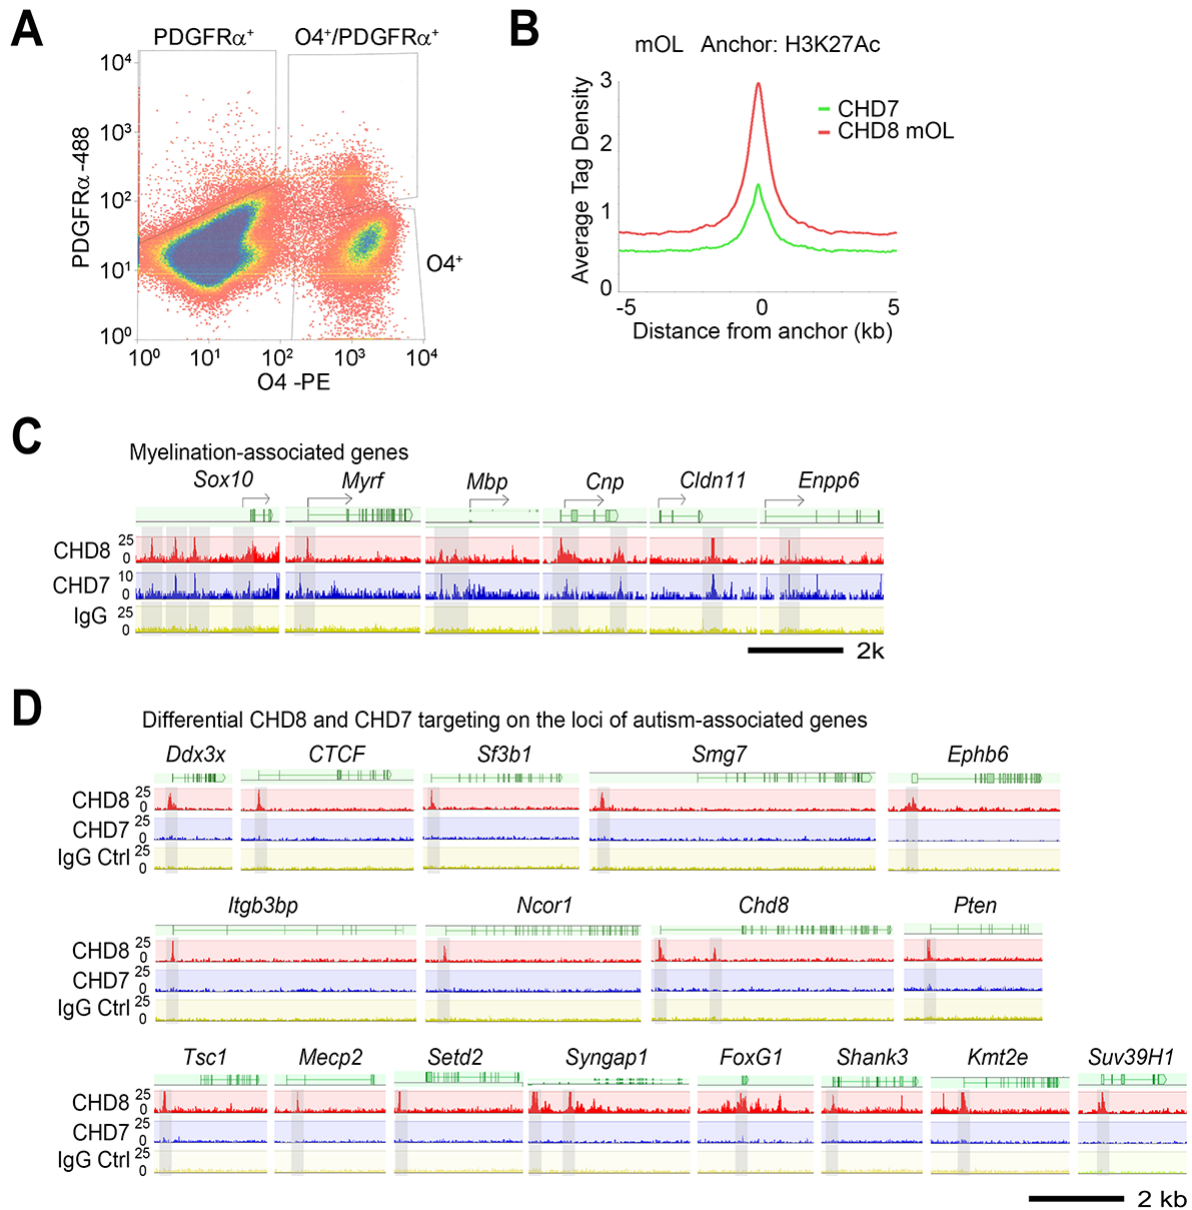 A
PDGFRα⁺ O4⁺/PDGFRα⁺
10⁴
10³
10²
10¹
10⁰
PDGFRα -488
O4⁺
10⁰ 10¹ 10² 10³ 10⁴
O4 -PE
B
mOL Anchor: H3K27Ac
3
2
1
0
Average Tag Density
CHD7
CHD8 mOL
-5 0 5
Distance from anchor (kb)
C
Myelination-associated genes
Sox10 Myrf Mbp Cnp Cldn11 Enpp6
CHD8 25 0
CHD7 10 0
IgG 25 0
2k
D
Differential CHD8 and CHD7 targeting on the loci of autism-associated genes
Ddx3x CTCF Sf3b1 Smg7 Ephb6
CHD8 25 0
CHD7 25 0
IgG Ctrl 25 0
Itgb3bp Ncor1 Chd8 Pten
CHD8 25 0
CHD7 25 0
IgG Ctrl 25 0
Tsc1 Mecp2 Setd2 Syngap1 FoxG1 Shank3 Kmt2e Suv39H1
CHD8 25 0
CHD7 25 0
IgG Ctrl 25 0
2 kb